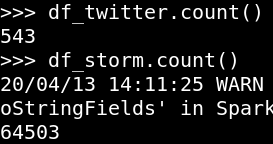 >>> df_twitter.count()
543
>>> df_storm.count()
20/04/13 14:11:25 WARN
oStringFields' in Spark
64503